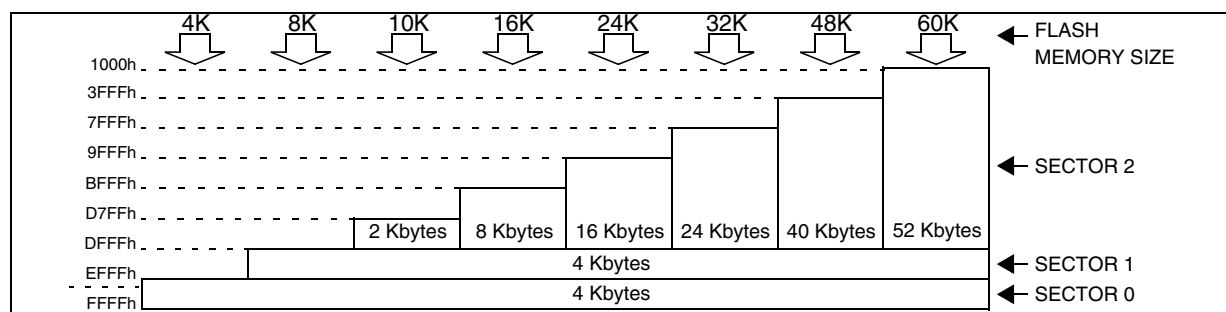 4K 8K 10K 16K 24K 32K 48K 60K FLASH
MEMORY SIZE
1000h
3FFFh
7FFFh
9FFFh
SECTOR 2
BFFFh
D7FFh
2 Kbytes 8 Kbytes 16 Kbytes 24 Kbytes 40 Kbytes 52 Kbytes
DFFFh
4 Kbytes SECTOR 1
EFFFh
4 Kbytes SECTOR 0
FFFFh